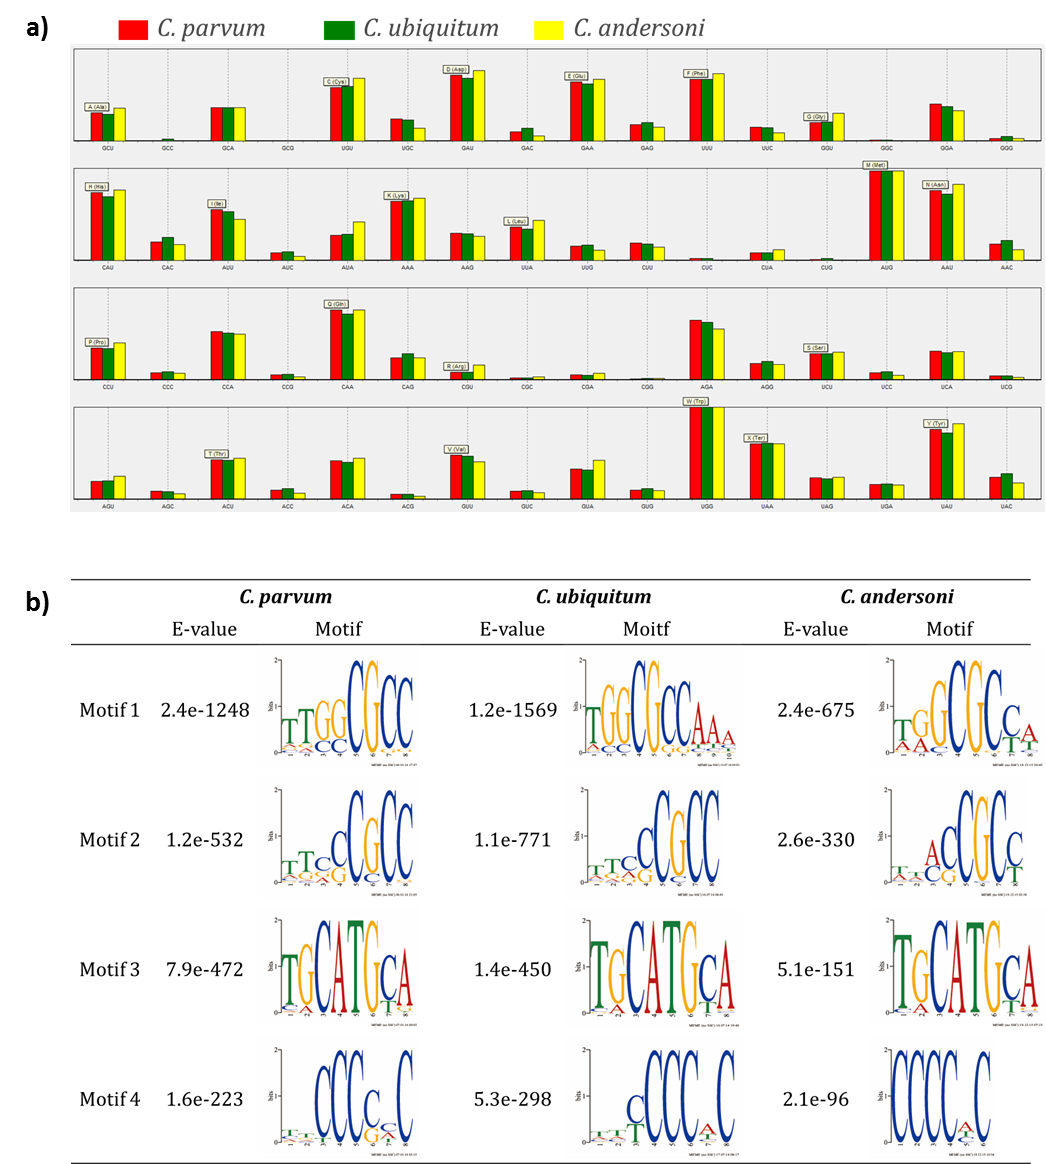 a) C. parvum C. ubiquitum C. andersoni
A (Ala) C (Cys) D (Asp) E (Glu) F (Phe) G (Gly)
GCU GCC GCA GCG UGU UGC GAU GAC GAA GAG UUU UUC GGU GGC GGA GGG
H (His) I (Ile) K (Lys) L (Leu) M (Met) N (Asn)
CAU CAC AUU AUC AUA AAA AAG UUA UUG CUU CUC CUA CUG AUG AAU AAC
P (Pro) Q (Gln) R (Arg) S (Ser)
CCU CCC CCA CCG CAA CAG CGU CGC CGA CGG AGA AGG UCU UCC UCA UCG
T (Thr) V (Val) W (Trp) X (Ter) Y (Tyr)
AGU AGC ACU ACC ACA ACG GUU GUC GUA GUG UGG UAA UAG UGA UAU UAC
b) C. parvum C. ubiquitum C. andersoni
E-value Motif E-value Moitf E-value Motif
Motif 1 2.4e-1248 1.2e-1569 2.4e-675
Motif 2 1.2e-532 1.1e-771 2.6e-330
Motif 3 7.9e-472 1.4e-450 5.1e-151
Motif 4 1.6e-223 5.3e-298 2.1e-96